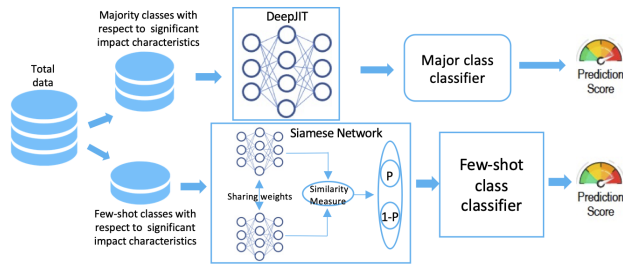 Majority classes with
respect to significant
impact characteristics
DeepJIT
Total
data
Major class
classifier
Prediction
Score
Siamese Network
Sharing weights
Similarity
Measure
P
1-P
Few-shot
class
classifier
Prediction
Score
Few-shot classes with
respect to significant
impact characteristics